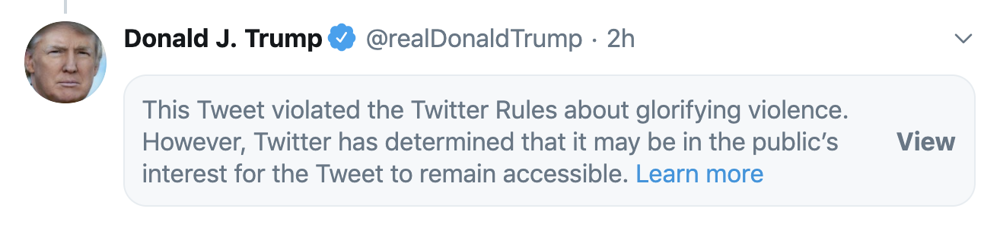 Donald J. Trump @realDonaldTrump · 2h
This Tweet violated the Twitter Rules about glorifying violence.
However, Twitter has determined that it may be in the public’s
interest for the Tweet to remain accessible. Learn more
View